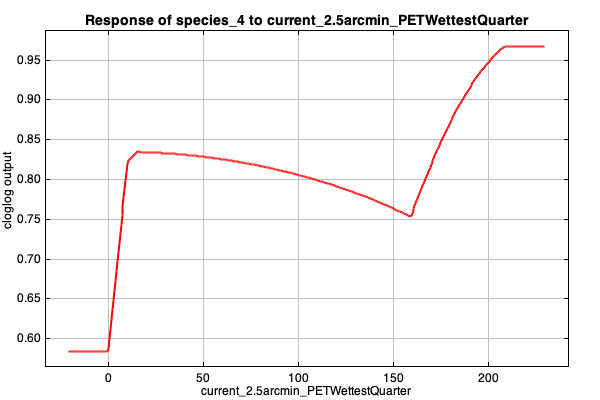 Response of species_4 to current_2.5arcmin_PETWettestQuarter
0.95
0.90
0.85
0.80
0.75
0.70
0.65
0.60
cloglog output
0 50 100 150 200
current_2.5arcmin_PETWettestQuarter